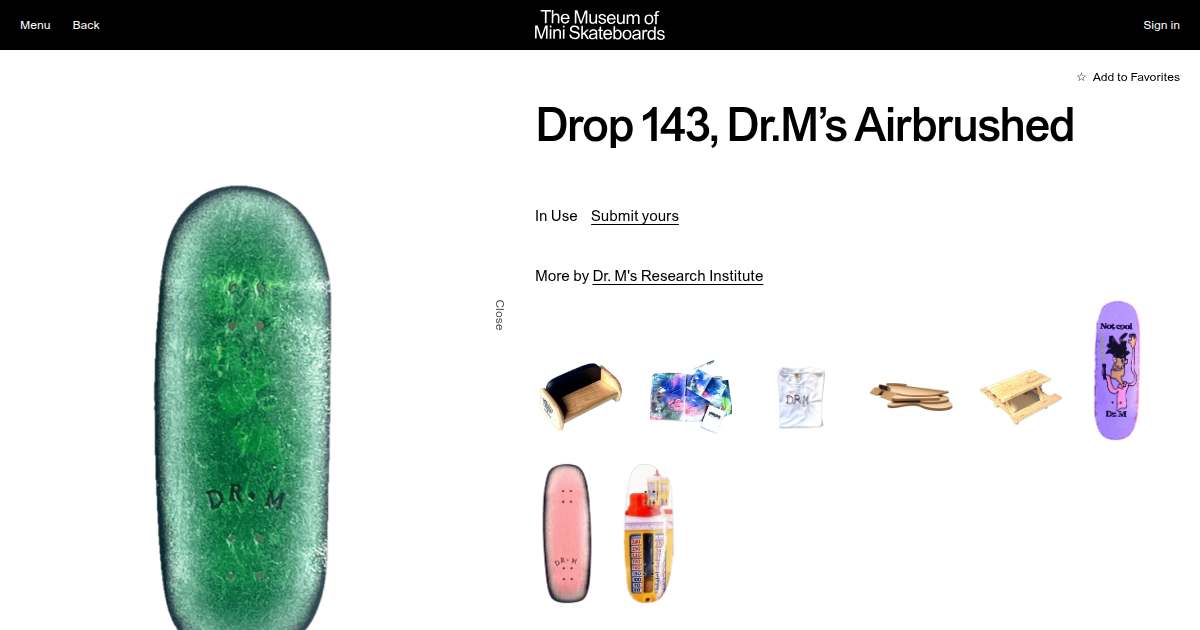 Menu
Back
The Museum of
Mini Skateboards
Sign in
☆ Add to Favorites
Drop 143, Dr.M’s Airbrushed
In Use Submit yours
More by Dr. M's Research Institute
Close
DR•M
DR•M
Not cool
Dr. M
DR•M